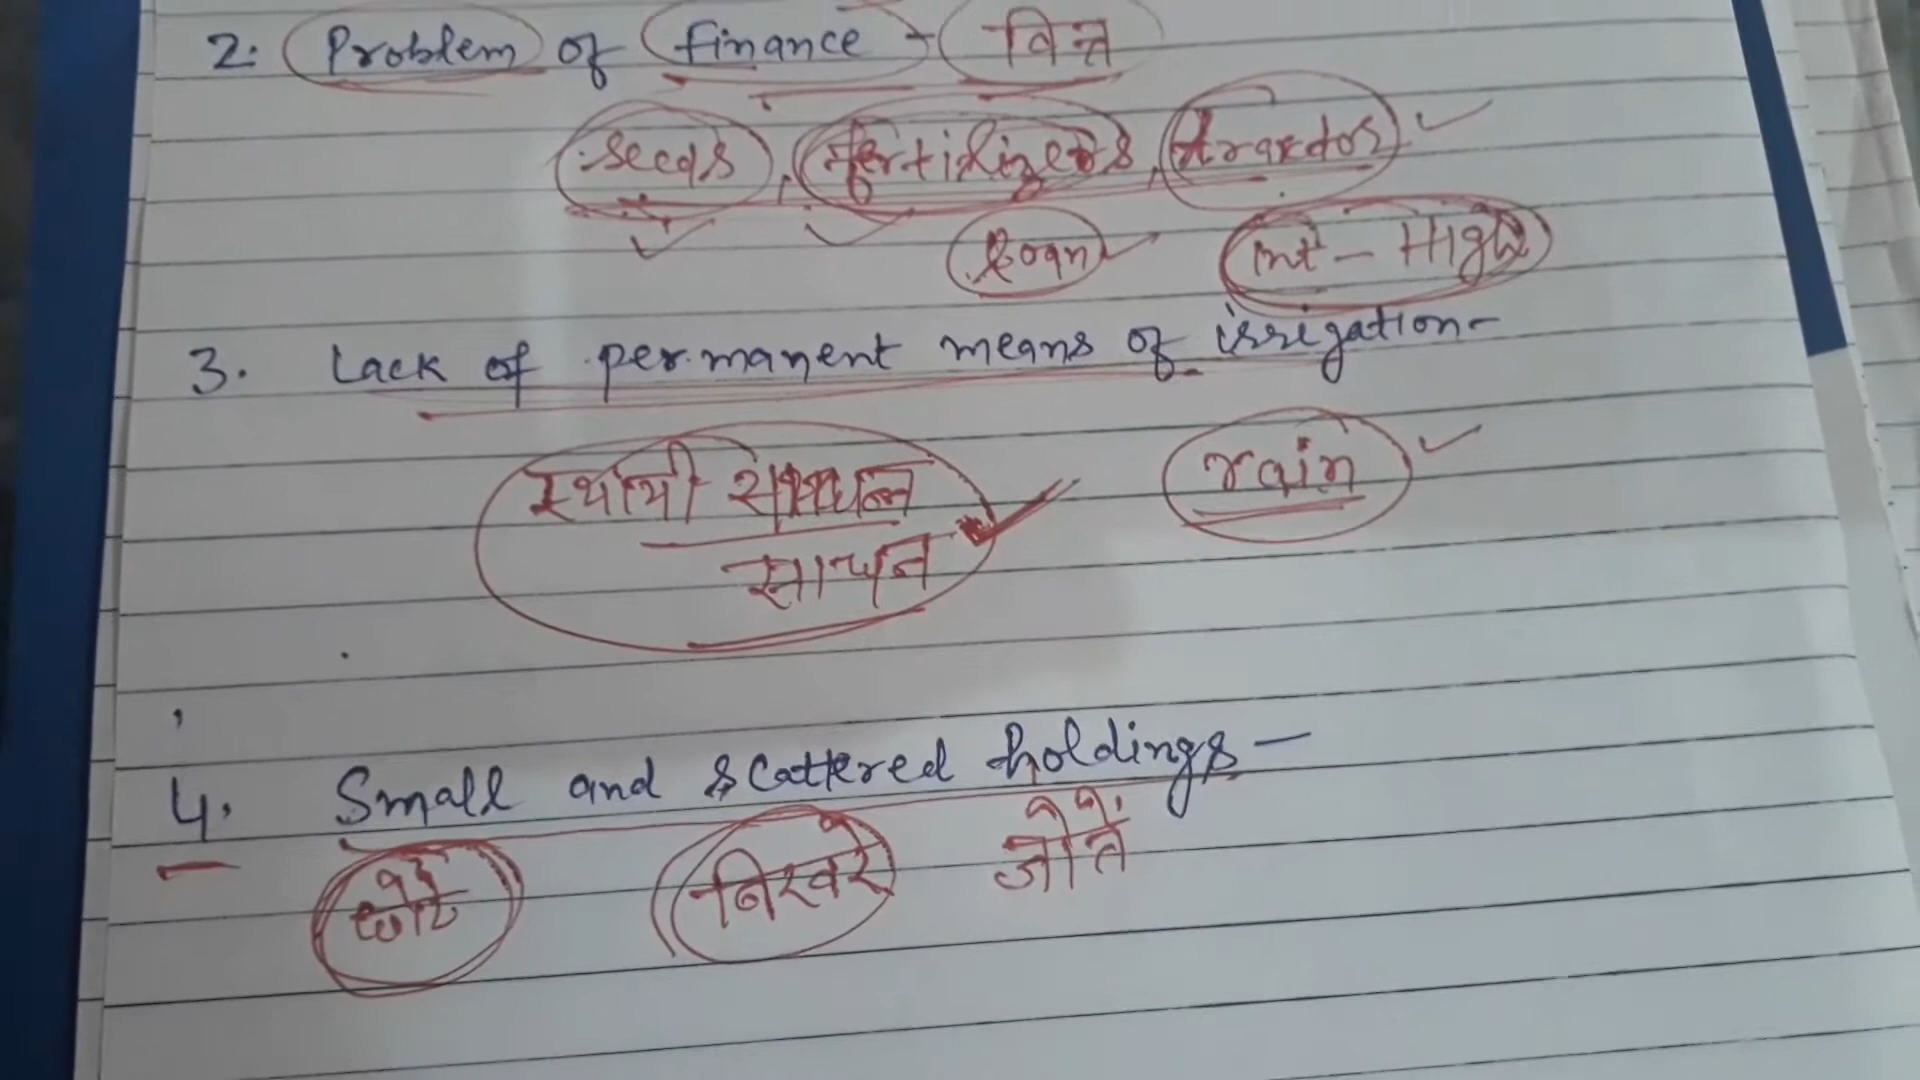 2. Problem of finance - वित्त
seeds, fertilizers, tractor
loan int - High
3. Lack of permanent means of irrigation-
स्थायी rain
साधन
4. Small and scattered holdings -
छोटे बिखरे जोतें